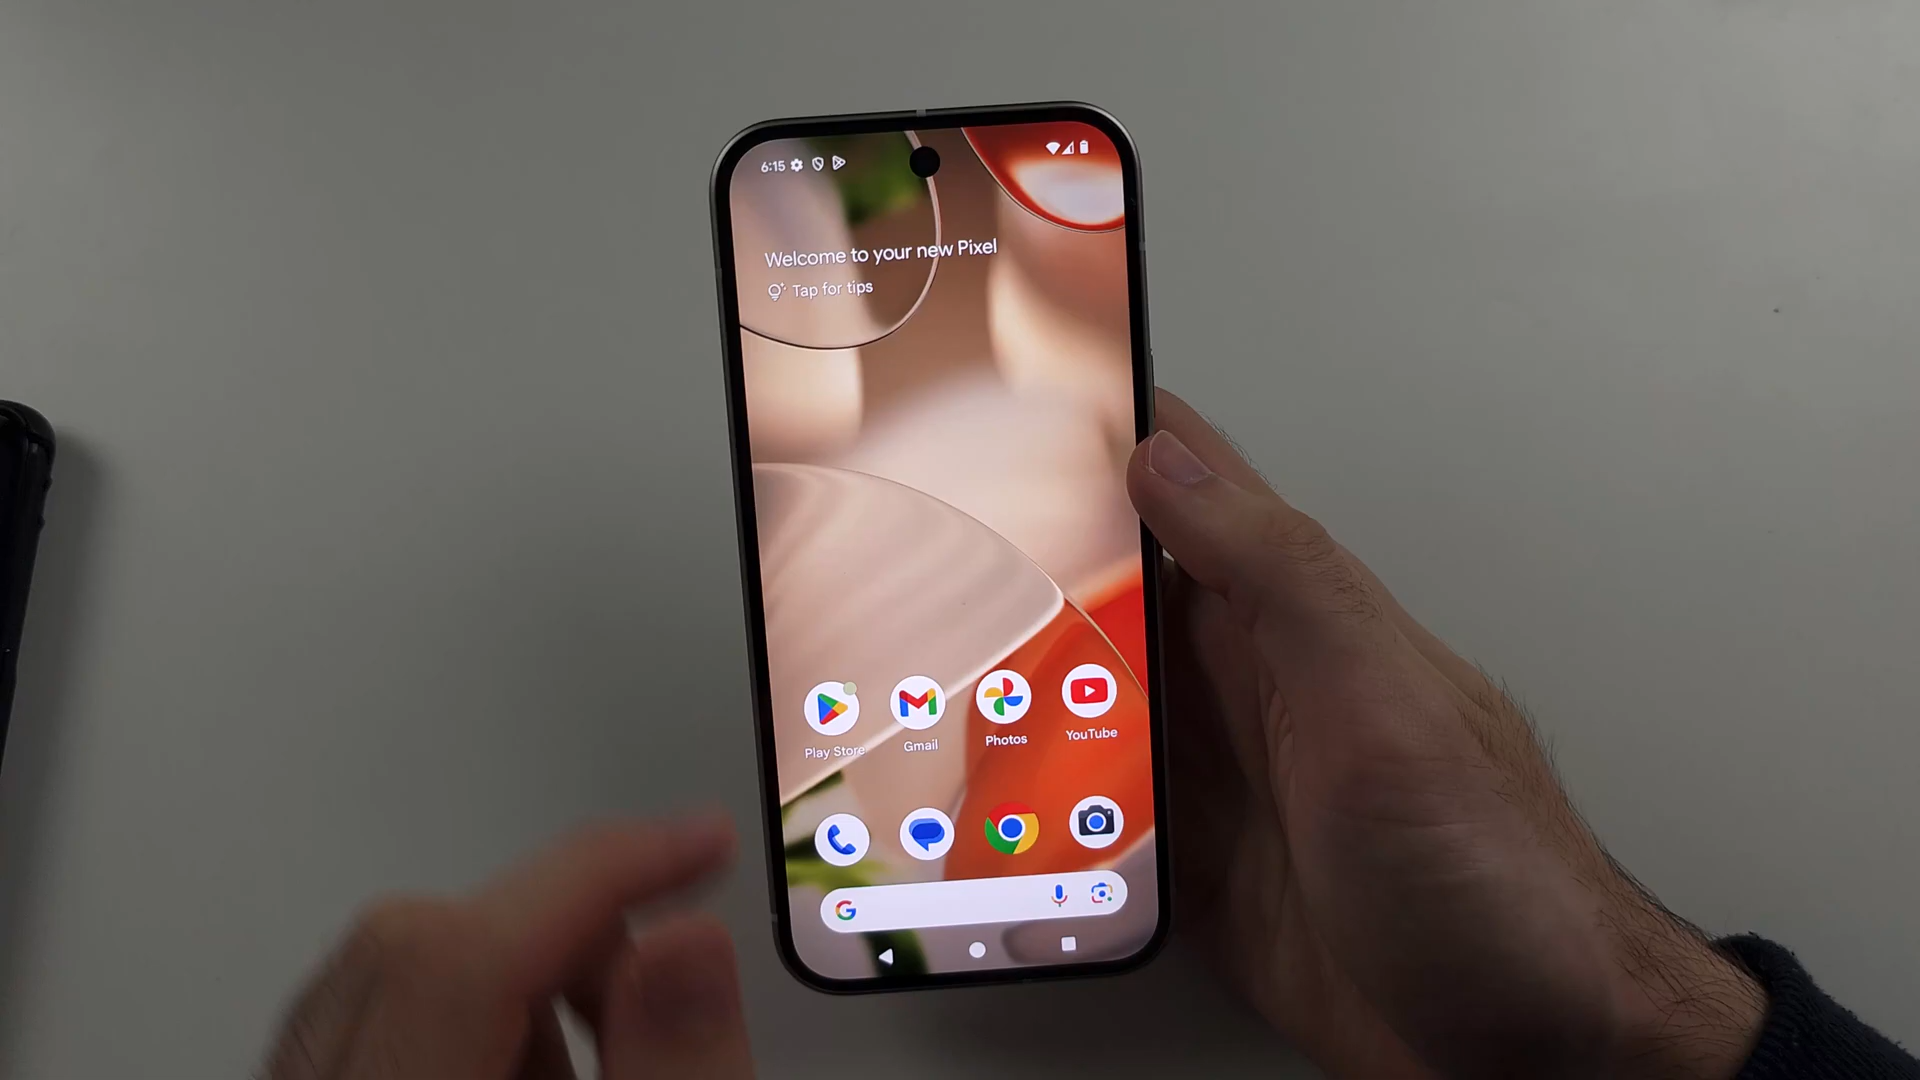 6:15
Welcome to your new Pixel
Tap for tips
Play Store
Gmail
Photos
YouTube